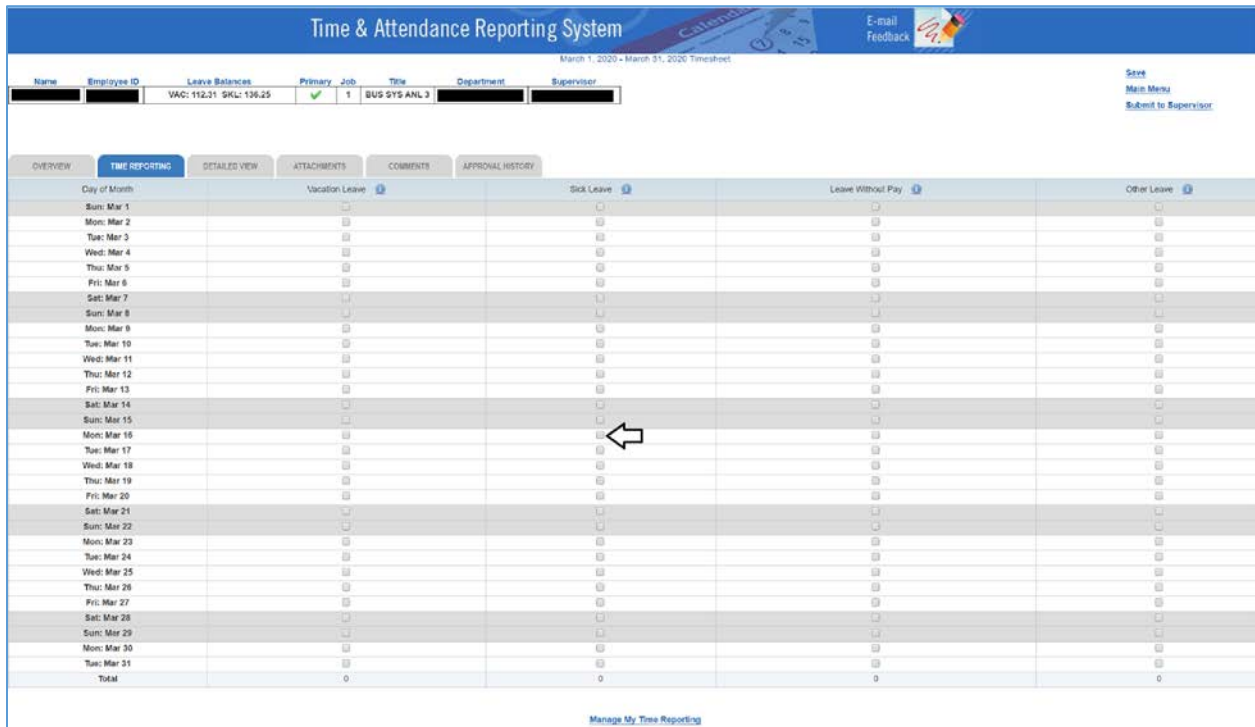 Time & Attendance Reporting System
Calendar
E-mail
Feedback
March 1, 2020 - March 31, 2020 Timesheet
Name Employee ID Leave Balances Primary Job Title Department Supervisor
VAC: 112.31 SKL: 136.25 1 BUS SYS ANL 3
Save
Main Menu
Submit to Supervisor
OVERVIEW TIME REPORTING DETAILED VIEW ATTACHMENTS COMMENTS APPROVAL HISTORY
Day of Month Vacation Leave Sick Leave Leave Without Pay Other Leave
Sun: Mar 1
Mon: Mar 2
Tue: Mar 3
Wed: Mar 4
Thu: Mar 5
Fri: Mar 6
Sat: Mar 7
Sun: Mar 8
Mon: Mar 9
Tue: Mar 10
Wed: Mar 11
Thu: Mar 12
Fri: Mar 13
Sat: Mar 14
Sun: Mar 15
Mon: Mar 16
Tue: Mar 17
Wed: Mar 18
Thu: Mar 19
Fri: Mar 20
Sat: Mar 21
Sun: Mar 22
Mon: Mar 23
Tue: Mar 24
Wed: Mar 25
Thu: Mar 26
Fri: Mar 27
Sat: Mar 28
Sun: Mar 29
Mon: Mar 30
Tue: Mar 31
Total 0 0 0 0
Manage My Time Reporting